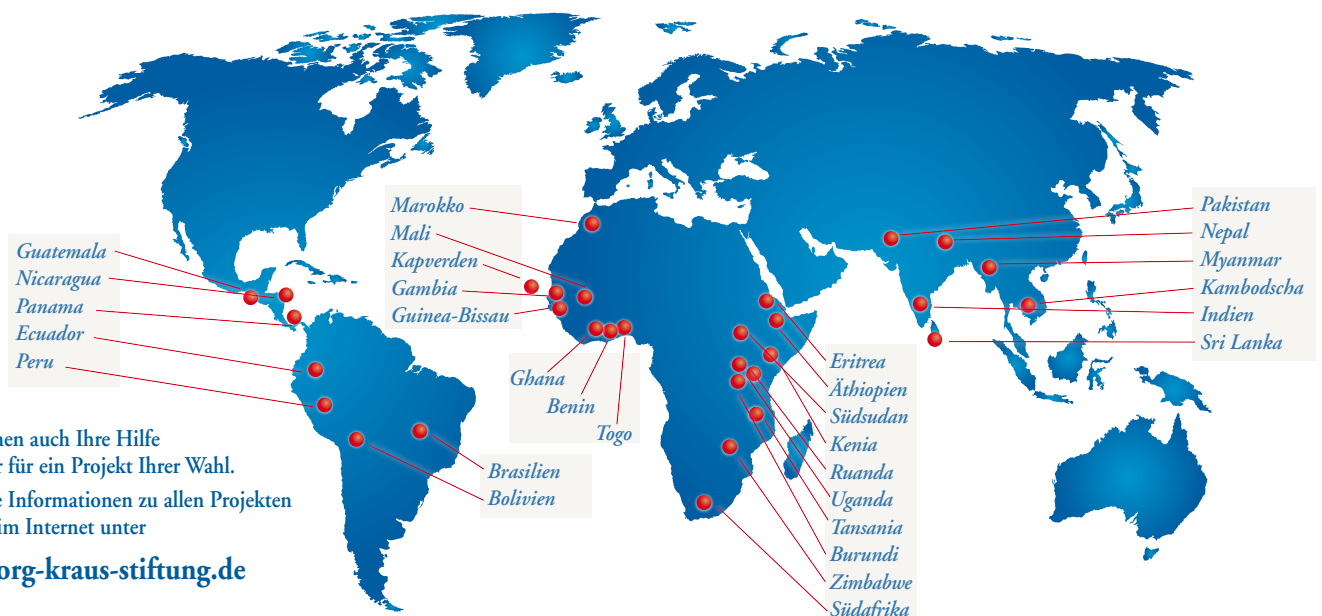 Guatemala
Nicaragua
Panama
Ecuador
Peru
Marokko
Mali
Kapverden
Gambia
Guinea-Bissau
Ghana
Benin
Togo
Brasilien
Bolivien
Eritrea
Äthiopien
Südsudan
Kenia
Ruanda
Uganda
Tansania
Burundi
Zimbabwe
Südafrika
Pakistan
Nepal
Myanmar
Kambodscha
Indien
Sri Lanka
auch Ihre Hilfe
für ein Projekt Ihrer Wahl.
Informationen zu allen Projekten
im Internet unter
org-kraus-stiftung.de